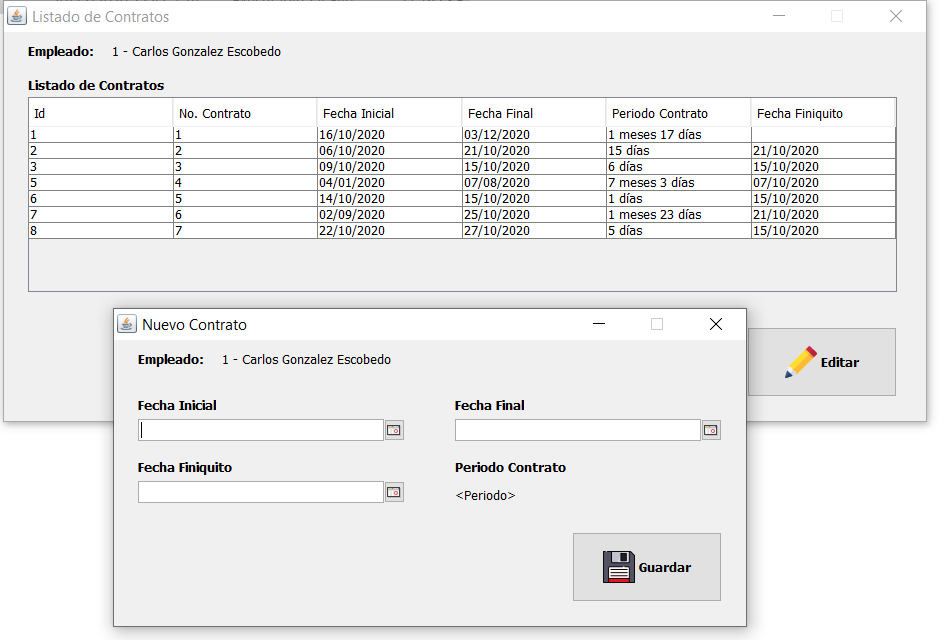 Listado de Contratos
Empleado: 1 - Carlos Gonzalez Escobedo
Listado de Contratos
Id No. Contrato Fecha Inicial Fecha Final Periodo Contrato Fecha Finiquito
1 1 16/10/2020 03/12/2020 1 meses 17 días
2 2 06/10/2020 21/10/2020 15 días 21/10/2020
3 3 09/10/2020 15/10/2020 6 días 15/10/2020
5 4 04/01/2020 07/08/2020 7 meses 3 días 07/10/2020
6 5 14/10/2020 15/10/2020 1 días 15/10/2020
7 6 02/09/2020 25/10/2020 1 meses 23 días 21/10/2020
8 7 22/10/2020 27/10/2020 5 días 15/10/2020
Editar
Nuevo Contrato
Empleado: 1 - Carlos Gonzalez Escobedo
Fecha Inicial Fecha Final
Fecha Finiquito Periodo Contrato
<Periodo>
Guardar